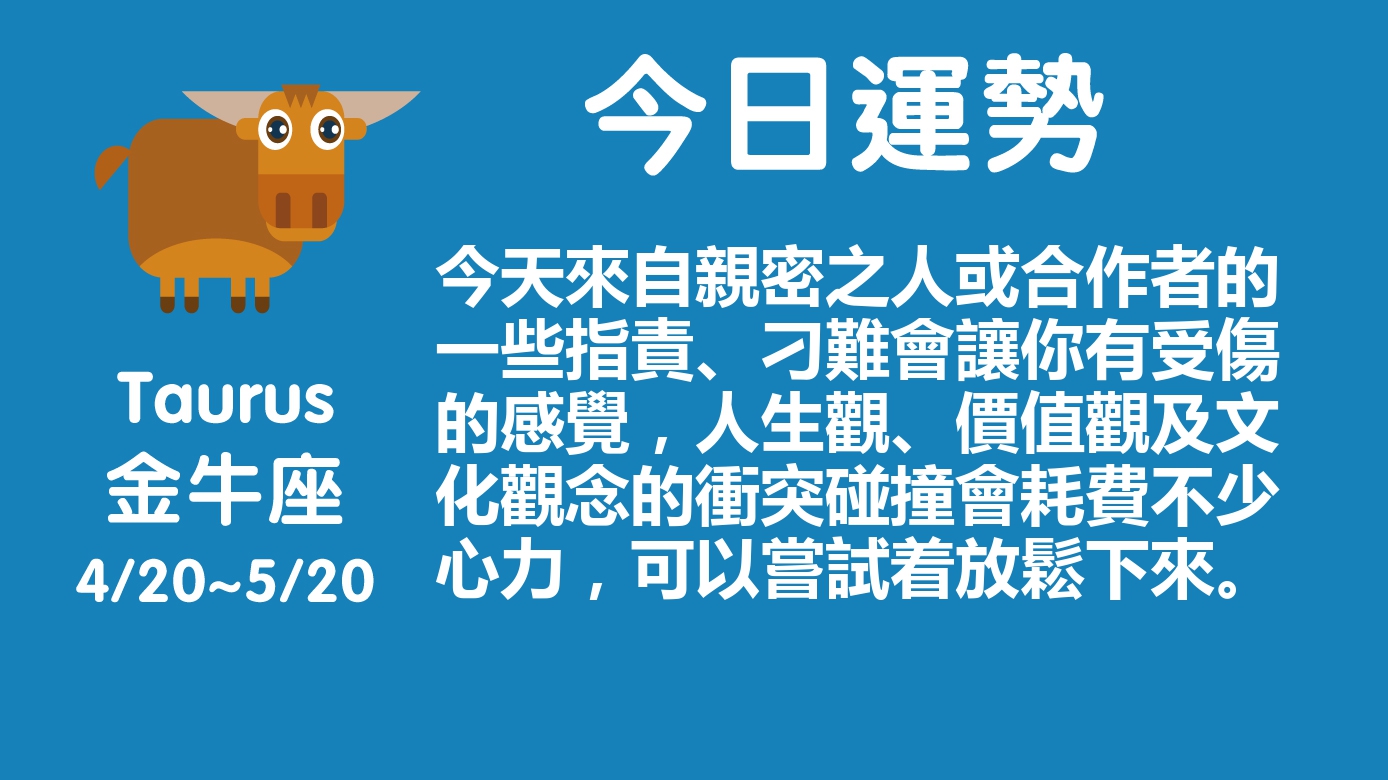 今日運勢
今天來自親密之人或合作者的
一些指責、刁難會讓你有受傷
的感覺，人生觀、價值觀及文
化觀念的衝突碰撞會耗費不少
心力，可以嘗試着放鬆下來。
Taurus
金牛座
4/20~5/20